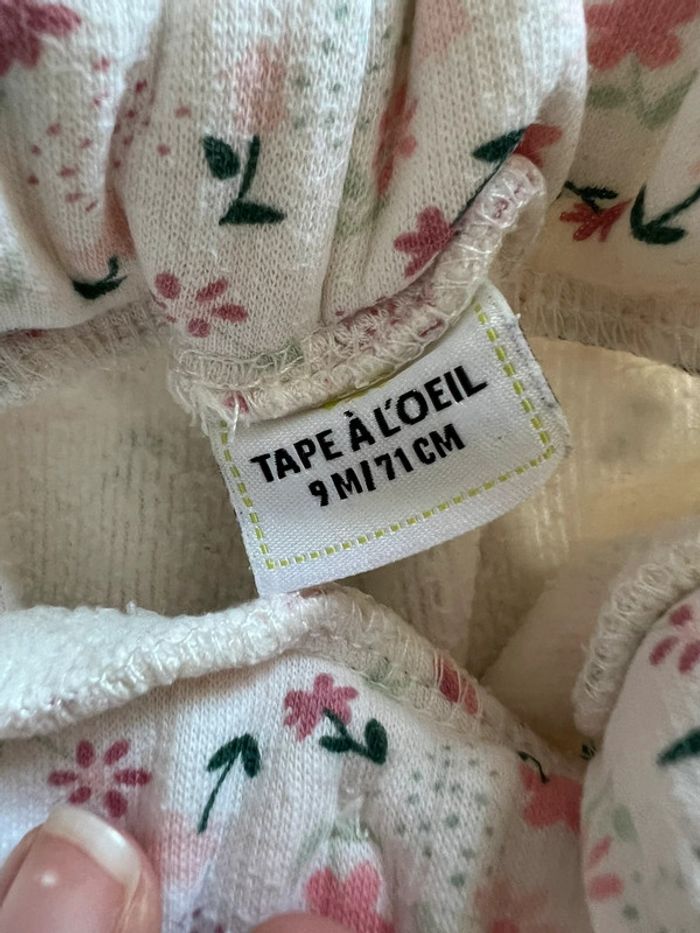 TAPE À L'OEIL
9 M/71 CM